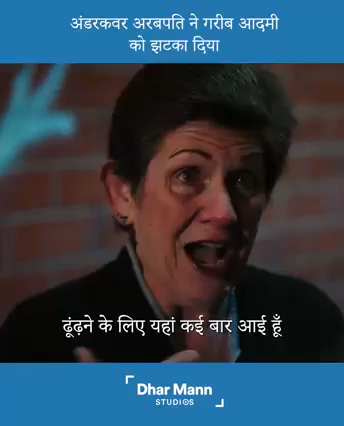 अंडरकवर अरबपति ने गरीब आदमी
को झटका दिया
ढूंढ़ने के लिए यहां कई बार आई हूँ
Dhar Mann
STUDIOS